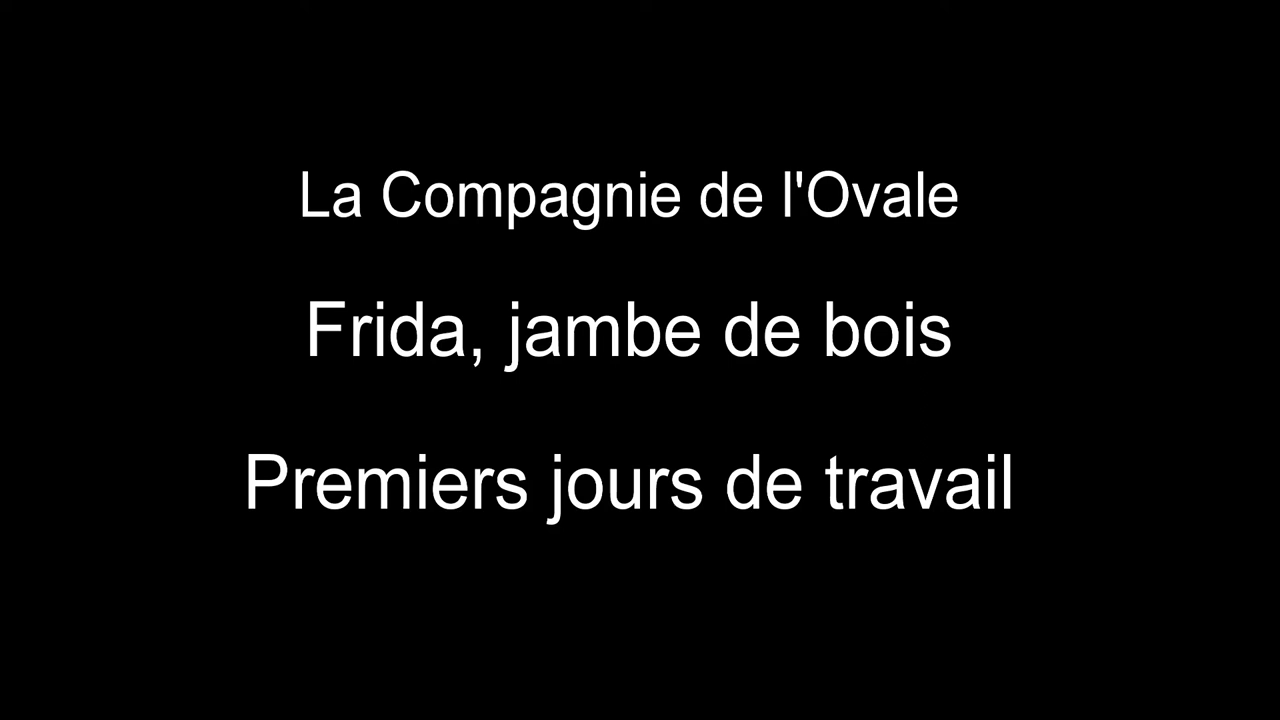 La Compagnie de l'Ovale
Frida, jambe de bois
Premiers jours de travail